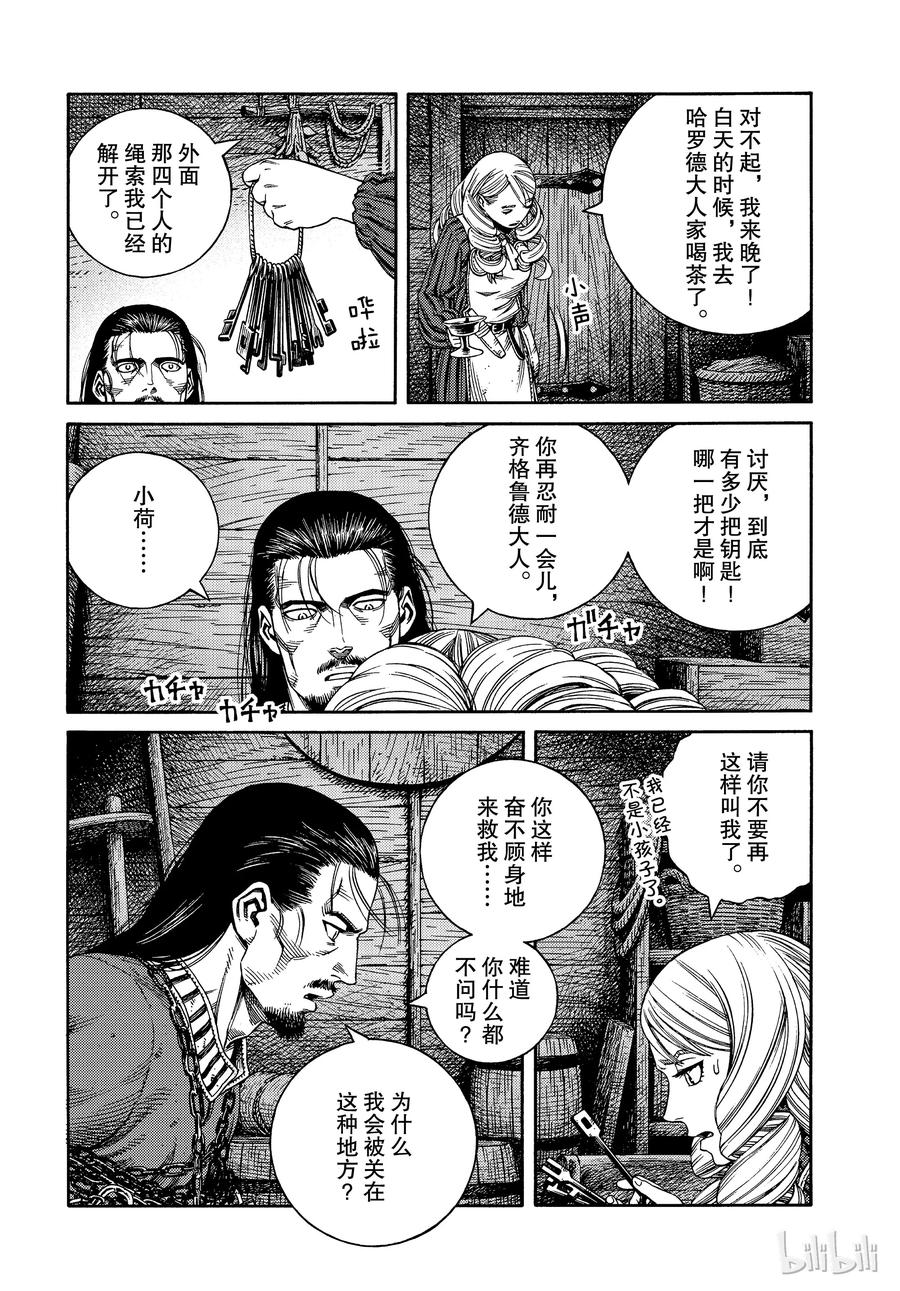 对不起，我来晚了！
白天的时候，我去
哈罗德大人家喝茶了。
小声
外面
那四个人的
绳索我已经
解开了。
哗啦
讨厌，到底
有多少把钥匙！
哪一把才是啊！
你再忍耐一会儿，
齐格鲁德大人。
小荷……
ガチャ
カチャ
カチャ
请你不要再
这样叫我了。
我已经
不是小孩子了。
你这样
奋不顾身地
来救我……
难道
你什么都
不问吗？
为什么
我会被关在
这种地方？
bilibili